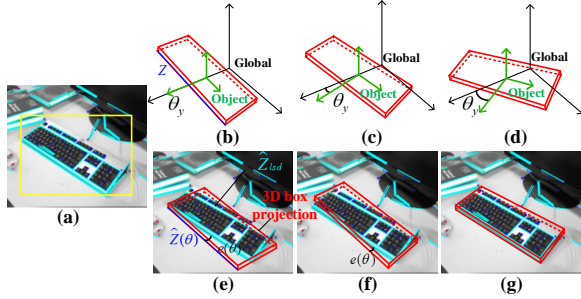 Z
Global
Object
θy
(b)
Global
Object
θy
(c)
Global
Object
θy
(d)
(a)
Ẑlsd
3D box
projection
Ẑ(θ)
e(θ)
(e)
e(θ)
(f)
(g)